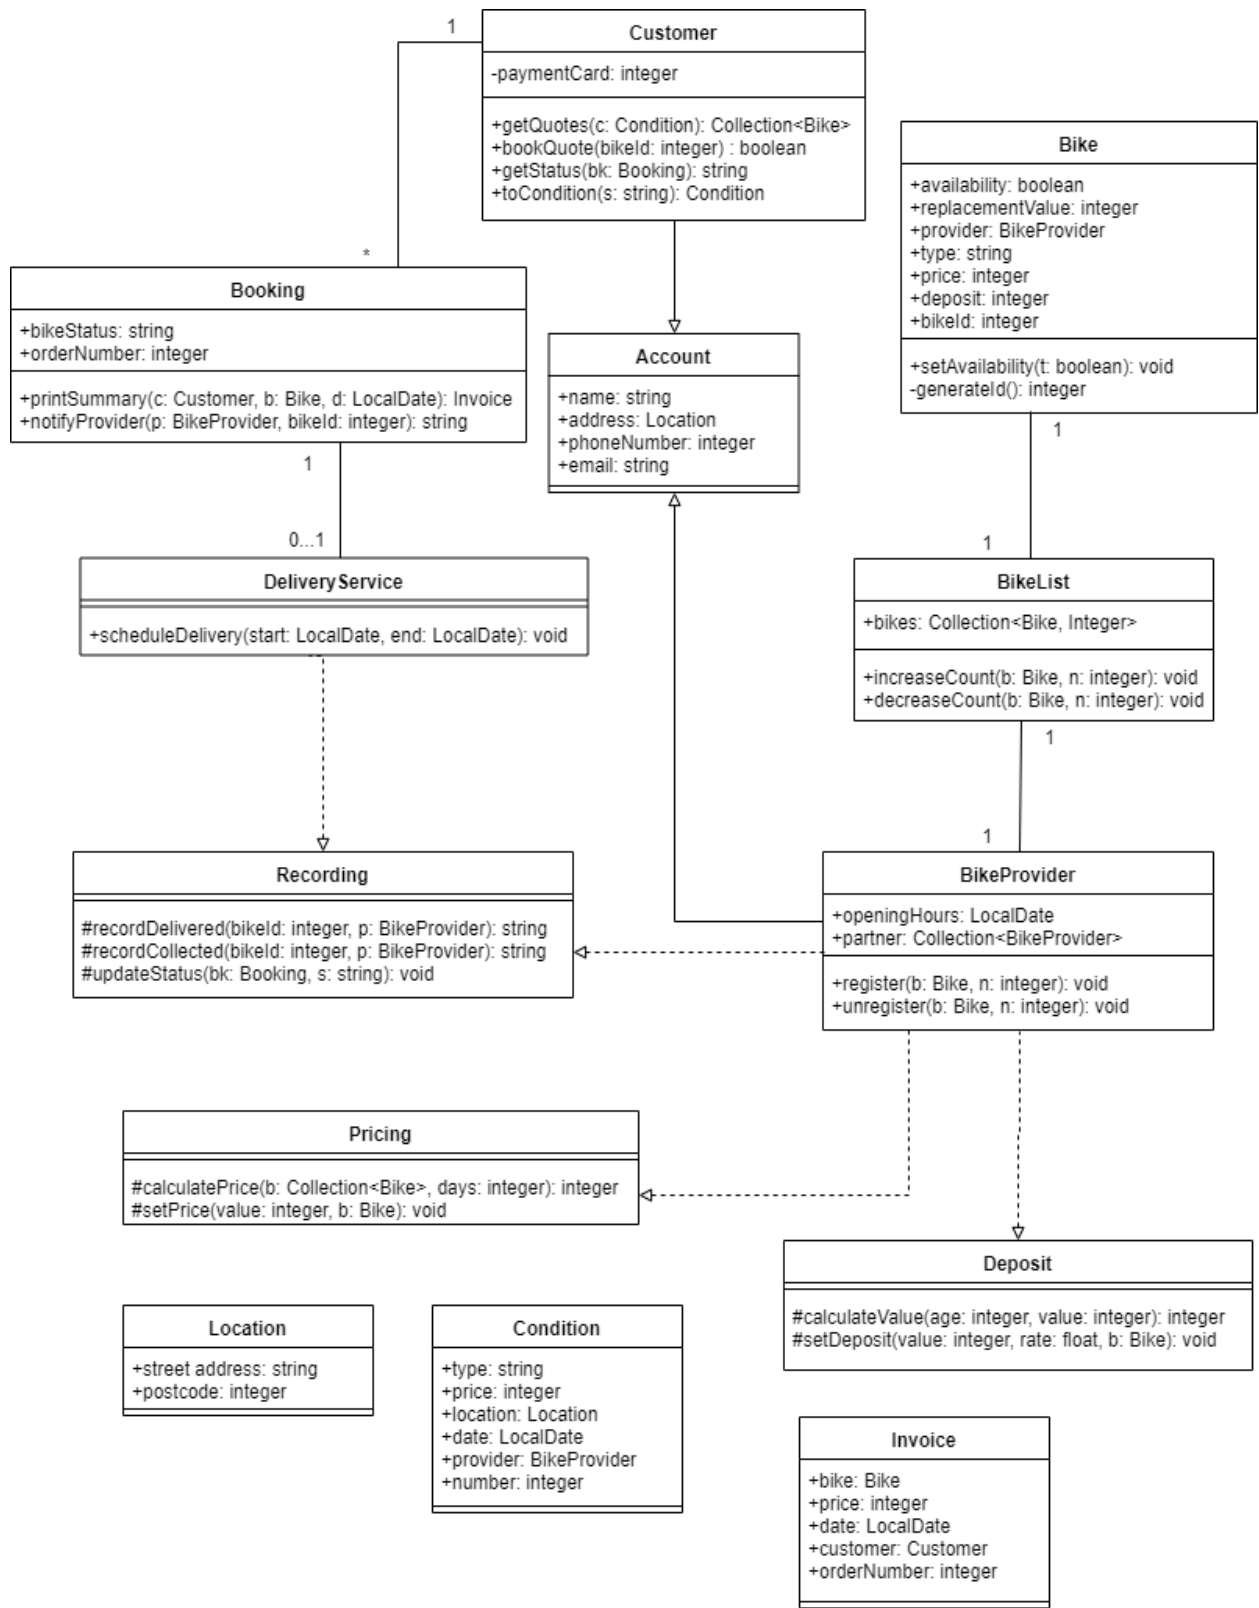 Customer
-paymentCard: integer
+getQuotes(c: Condition): Collection<Bike>
+bookQuote(bikeId: integer) : boolean
+getStatus(bk: Booking): string
+toCondition(s: string): Condition
1
*
Bike
+availability: boolean
+replacementValue: integer
+provider: BikeProvider
+type: string
+price: integer
+deposit: integer
+bikeId: integer
+setAvailability(t: boolean): void
-generateId(): integer
1
1
Booking
+bikeStatus: string
+orderNumber: integer
+printSummary(c: Customer, b: Bike, d: LocalDate): Invoice
+notifyProvider(p: BikeProvider, bikeId: integer): string
1
0...1
Account
+name: string
+address: Location
+phoneNumber: integer
+email: string
DeliveryService
+scheduleDelivery(start: LocalDate, end: LocalDate): void
BikeList
+bikes: Collection<Bike, Integer>
+increaseCount(b: Bike, n: integer): void
+decreaseCount(b: Bike, n: integer): void
1
1
Recording
#recordDelivered(bikeId: integer, p: BikeProvider): string
#recordCollected(bikeId: integer, p: BikeProvider): string
#updateStatus(bk: Booking, s: string): void
BikeProvider
+openingHours: LocalDate
+partner: Collection<BikeProvider>
+register(b: Bike, n: integer): void
+unregister(b: Bike, n: integer): void
Pricing
#calculatePrice(b: Collection<Bike>, days: integer): integer
#setPrice(value: integer, b: Bike): void
Deposit
#calculateValue(age: integer, value: integer): integer
#setDeposit(value: integer, rate: float, b: Bike): void
Location
+street address: string
+postcode: integer
Condition
+type: string
+price: integer
+location: Location
+date: LocalDate
+provider: BikeProvider
+number: integer
Invoice
+bike: Bike
+price: integer
+date: LocalDate
+customer: Customer
+orderNumber: integer